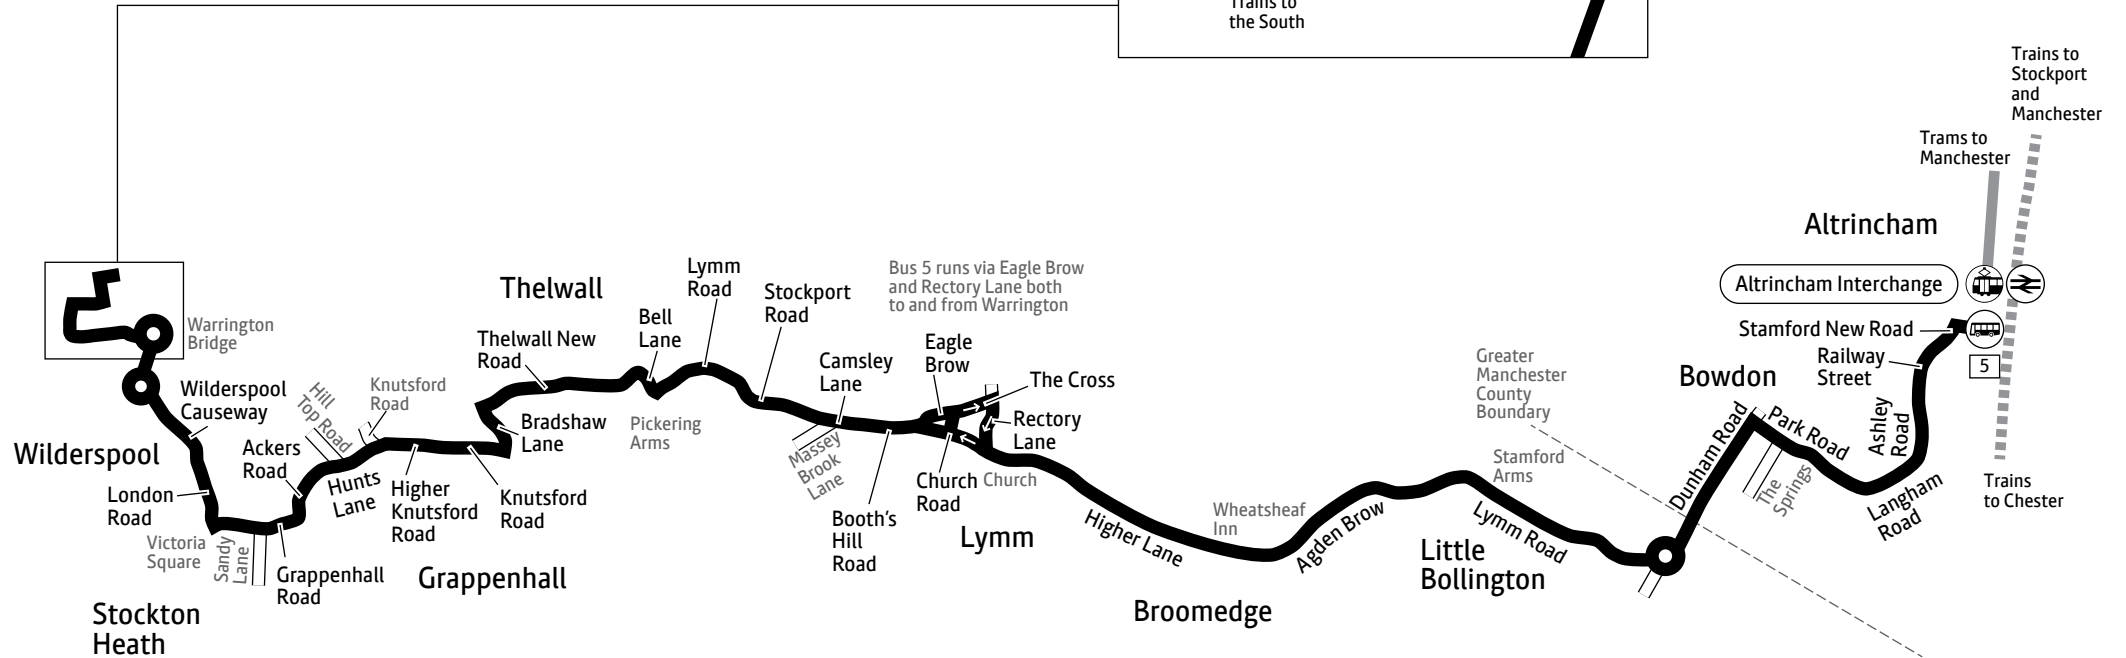 Trains to
the South
Trains to
Stockport
and
Manchester
Trams to
Manchester
Altrincham
Altrincham Interchange
Stamford New Road
5
Railway
Street
Ashley
Road
Trains
to Chester
Langham
Road
Park Road
The
Springs
Bowdon
Dunham Road
Greater
Manchester
County
Boundary
Stamford
Arms
Lymm Road
Little
Bollington
Agden Brow
Wheatsheaf
Inn
Broomedge
Higher Lane
Lymm
Church
Church
Road
Rectory
Lane
The Cross
Eagle
Brow
Bus 5 runs via Eagle Brow
and Rectory Lane both
to and from Warrington
Booth's
Hill
Road
Massey
Brook
Lane
Camsley
Lane
Stockport
Road
Lymm
Road
Pickering
Arms
Bell
Lane
Thelwall
Thelwall New
Road
Bradshaw
Lane
Knutsford
Road
Grappenhall
Higher
Knutsford
Road
Knutsford
Road
Hill
Top Road
Hunts
Lane
Ackers
Road
Grappenhall
Road
Sandy
Lane
Victoria
Square
Stockton
Heath
London
Road
Wilderspool
Wilderspool
Causeway
Warrington
Bridge